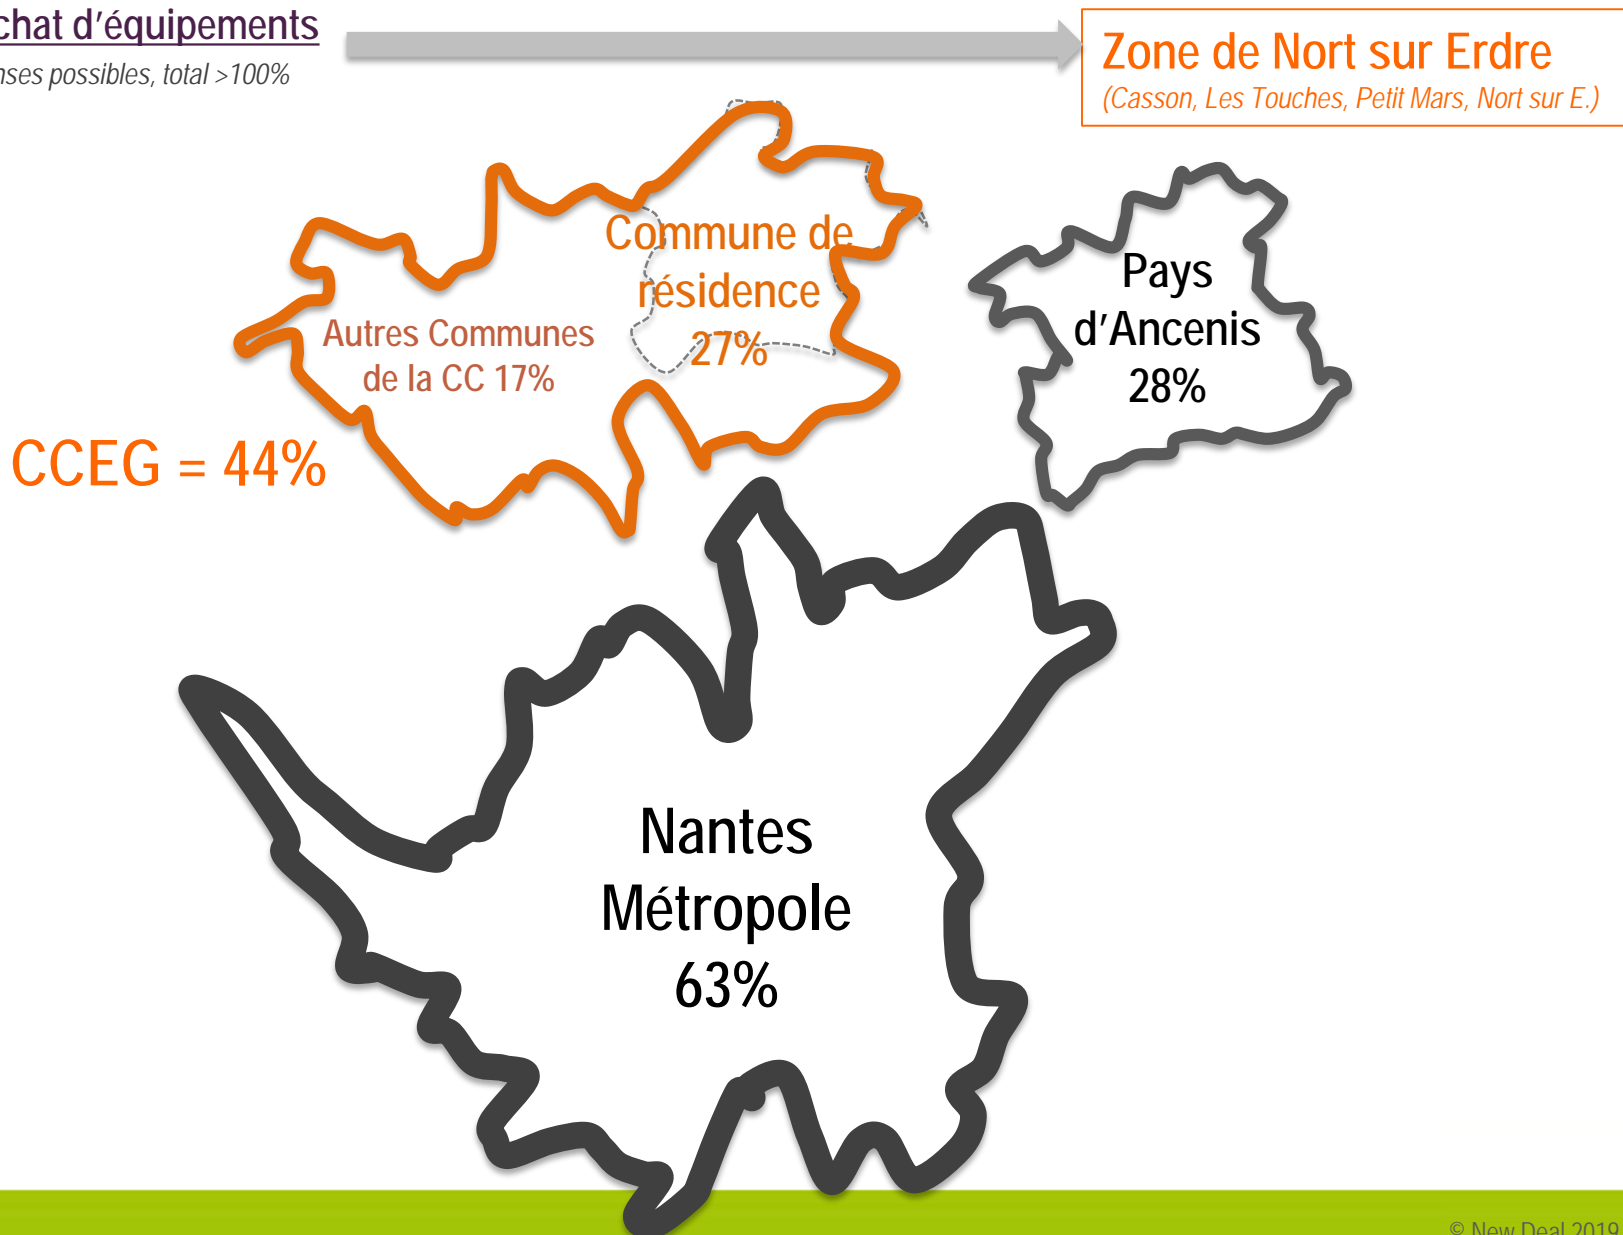 chat d'équipements
nses possibles, total >100%
Zone de Nort sur Erdre
(Casson, Les Touches, Petit Mars, Nort sur E.)
Commune de
résidence
27%
Autres Communes
de la CC 17%
Pays
d'Ancenis
28%
CCEG = 44%
Nantes
Métropole
63%
© New Deal 2019